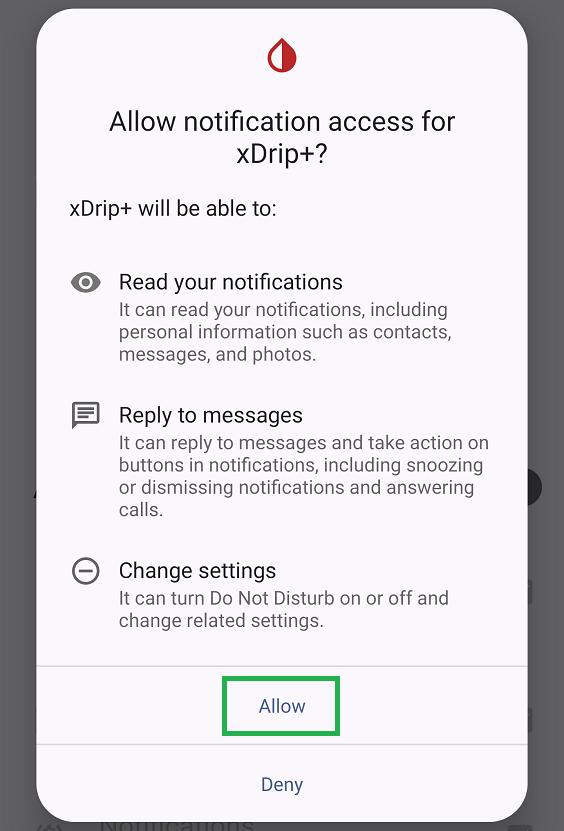 Allow notification access for
xDrip+?
xDrip+ will be able to:
Read your notifications
It can read your notifications, including
personal information such as contacts,
messages, and photos.
Reply to messages
It can reply to messages and take action on
buttons in notifications, including snoozing
or dismissing notifications and answering
calls.
Change settings
It can turn Do Not Disturb on or off and
change related settings.
Allow
Deny
Notifications